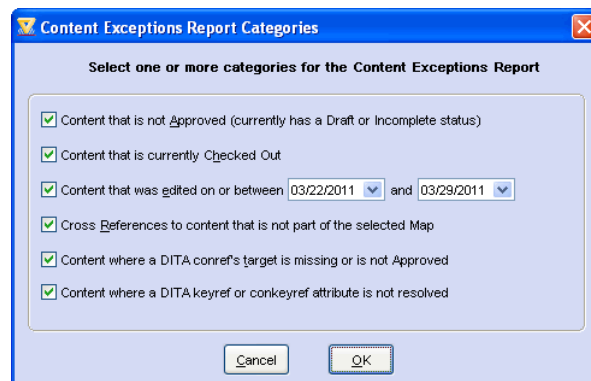 Content Exceptions Report Categories
Select one or more categories for the Content Exceptions Report
Content that is not Approved (currently has a Draft or Incomplete status)
Content that is currently Checked Out
Content that was edited on or between 03/22/2011 and 03/29/2011
Cross References to content that is not part of the selected Map
Content where a DITA conref's target is missing or is not Approved
Content where a DITA keyref or conkeyref attribute is not resolved
Cancel OK